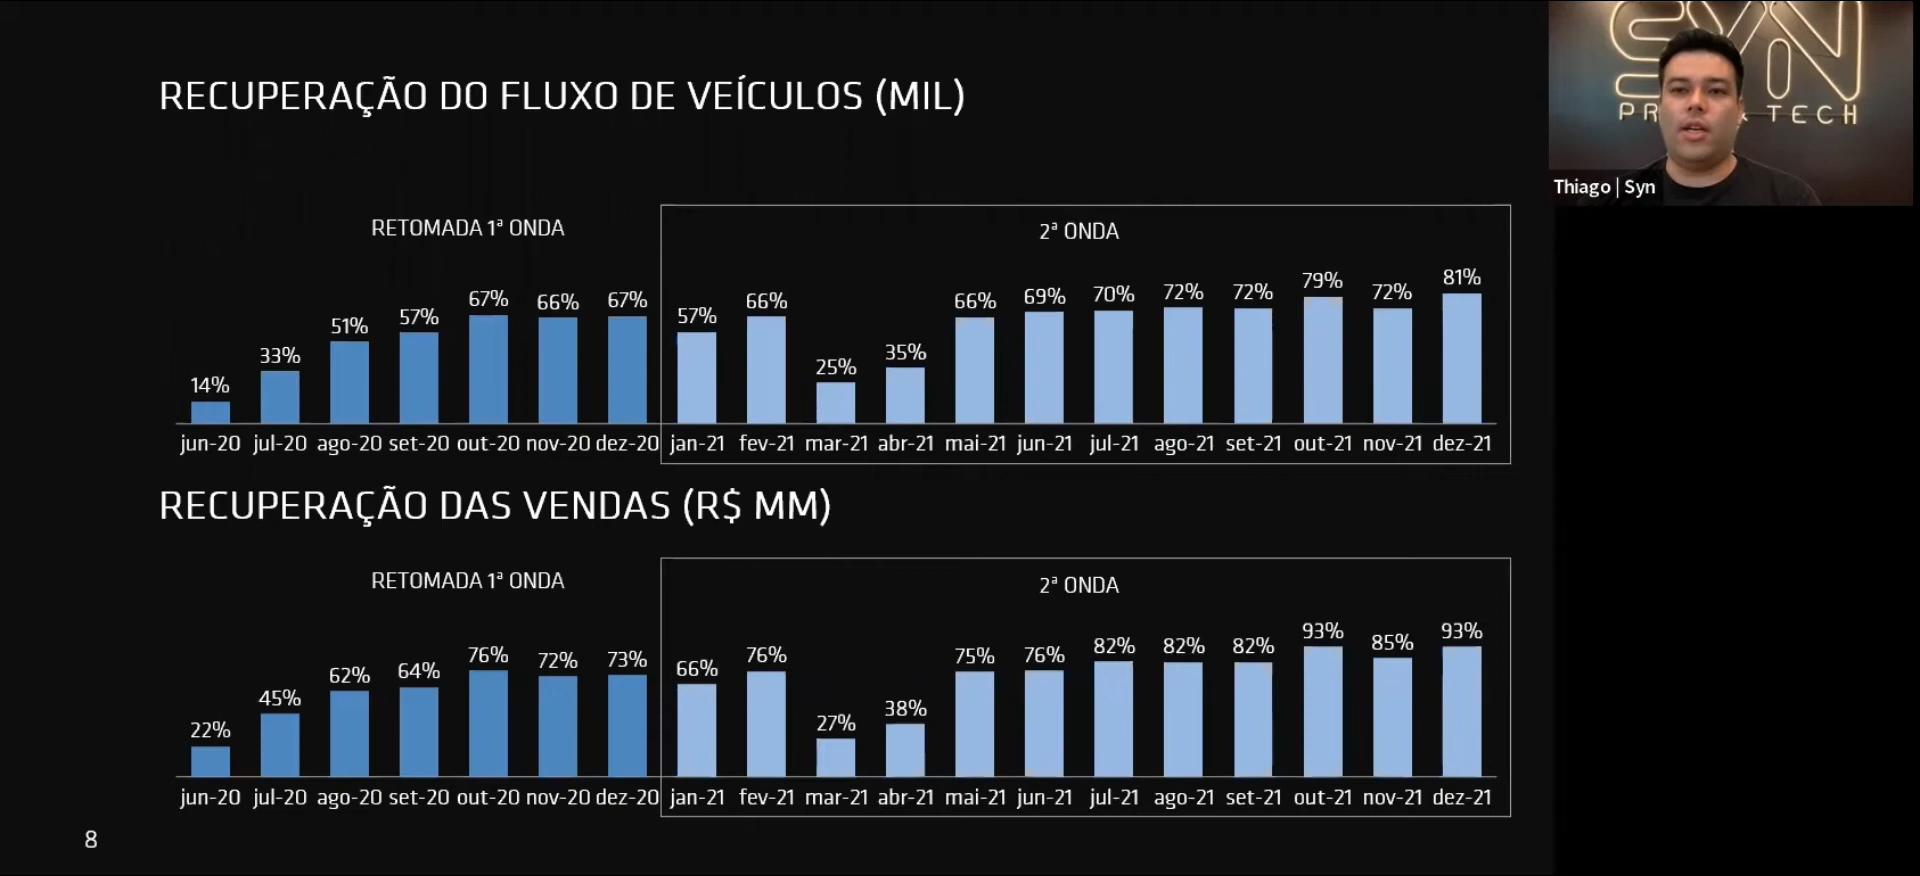 RECUPERAÇÃO DO FLUXO DE VEÍCULOS (MIL)
RETOMADA 1ª ONDA
2ª ONDA
14% 33% 51% 57% 67% 66% 67% 57% 66% 25% 35% 66% 69% 70% 72% 72% 79% 72% 81%
jun-20 jul-20 ago-20 set-20 out-20 nov-20 dez-20 jan-21 fev-21 mar-21 abr-21 mai-21 jun-21 jul-21 ago-21 set-21 out-21 nov-21 dez-21
RECUPERAÇÃO DAS VENDAS (R$ MM)
RETOMADA 1ª ONDA
2ª ONDA
22% 45% 62% 64% 76% 72% 73% 66% 76% 27% 38% 75% 76% 82% 82% 82% 93% 85% 93%
jun-20 jul-20 ago-20 set-20 out-20 nov-20 dez-20 jan-21 fev-21 mar-21 abr-21 mai-21 jun-21 jul-21 ago-21 set-21 out-21 nov-21 dez-21
8
SYN
TECH
Thiago | Syn